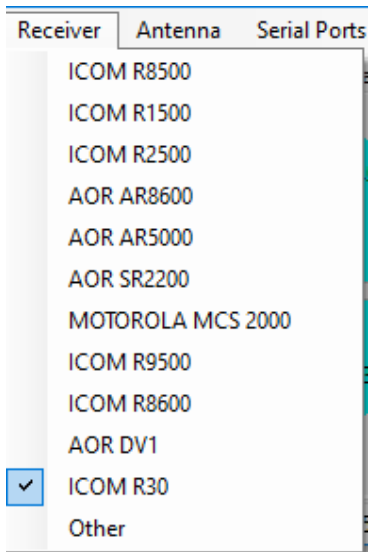 Receiver Antenna Serial Ports
ICOM R8500
ICOM R1500
ICOM R2500
AOR AR8600
AOR AR5000
AOR SR2200
MOTOROLA MCS 2000
ICOM R9500
ICOM R8600
AOR DV1
ICOM R30
Other